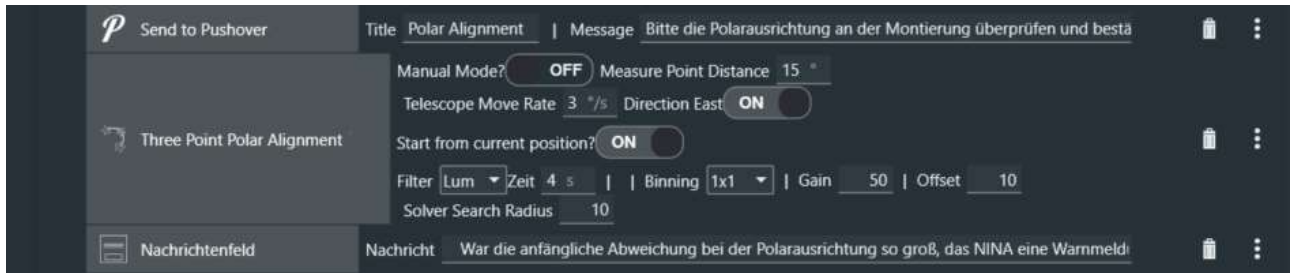 Send to Pushover Title Polar Alignment | Message Bitte die Polarausrichtung an der Montierung überprüfen und bestä
Manual Mode? OFF Measure Point Distance 15 °
Telescope Move Rate 3 °/s Direction East ON
Three Point Polar Alignment Start from current position? ON
Filter Lum Zeit 4 s | | Binning 1x1 | Gain 50 | Offset 10
Solver Search Radius 10
Nachrichtenfeld Nachricht War die anfängliche Abweichung bei der Polarausrichtung so groß, das NINA eine Warnmeld